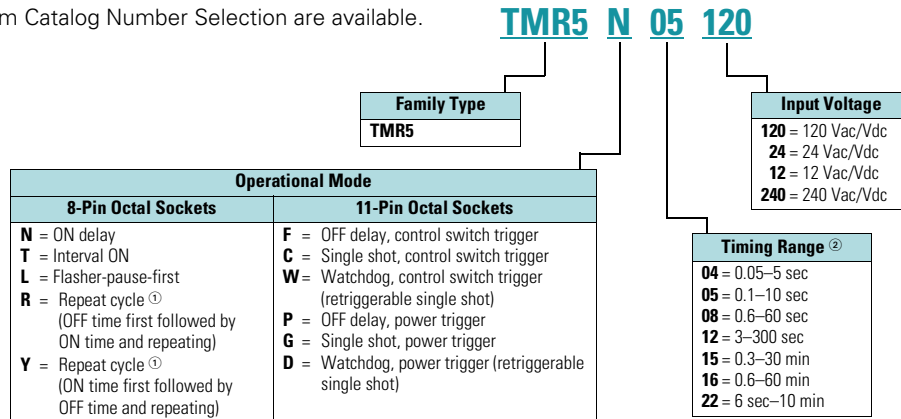 m Catalog Number Selection are available.
TMR5 N 05 120
Family Type
TMR5
Input Voltage
120 = 120 Vac/Vdc
24 = 24 Vac/Vdc
12 = 12 Vac/Vdc
240 = 240 Vac/Vdc
Operational Mode
8-Pin Octal Sockets
N = ON delay
T = Interval ON
L = Flasher-pause-first
R = Repeat cycle ①
(OFF time first followed by
ON time and repeating)
Y = Repeat cycle ①
(ON time first followed by
OFF time and repeating)
11-Pin Octal Sockets
F = OFF delay, control switch trigger
C = Single shot, control switch trigger
W = Watchdog, control switch trigger
(retriggerable single shot)
P = OFF delay, power trigger
G = Single shot, power trigger
D = Watchdog, power trigger (retriggerable
single shot)
Timing Range ②
04 = 0.05–5 sec
05 = 0.1–10 sec
08 = 0.6–60 sec
12 = 3–300 sec
15 = 0.3–30 min
16 = 0.6–60 min
22 = 6 sec–10 min